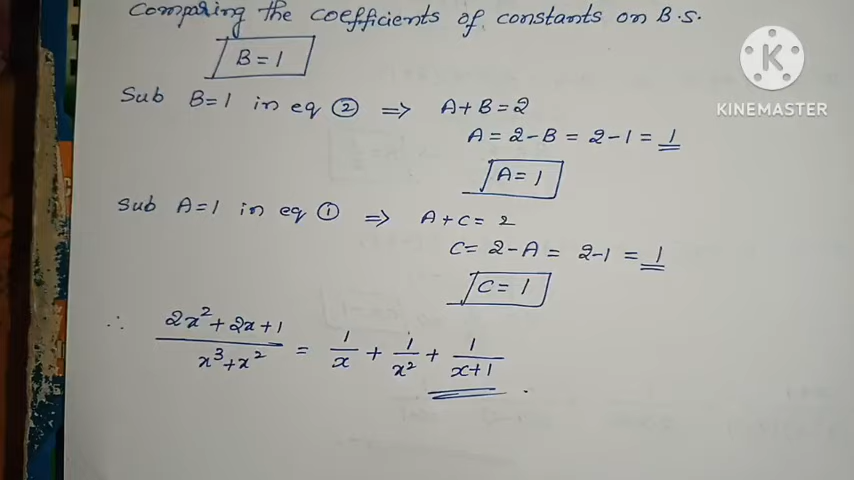 Comparing the coefficients of constants on B.S.
B = 1
Sub B=1 in eq ② ⇒ A+B=2
A = 2-B = 2-1 = 1
A = 1
Sub A=1 in eq ① ⇒ A+C= 2
C= 2-A = 2-1 = 1
C = 1
∴ (2x²+2x+1)/(x³+x²) = 1/x + 1/x² + 1/(x+1)
K
KINEMASTER